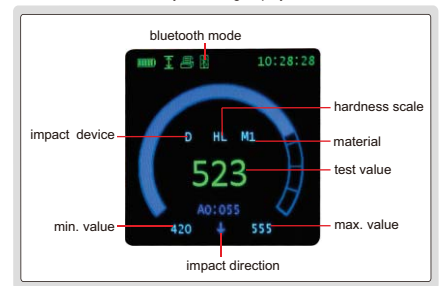 bluetooth mode
10:28:28
hardness scale
impact device
D HL M1
material
523
test value
A0:055
min. value
420
555
max. value
impact direction